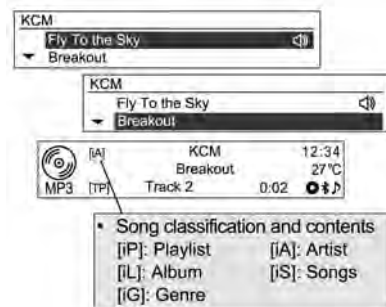 KCM
Fly To the Sky
Breakout
KCM
Fly To the Sky
Breakout
[iA] KCM 12:34
Breakout 27°C
MP3 [TP] Track 2 0:02
• Song classification and contents
[iP]: Playlist [iA]: Artist
[iL]: Album [iS]: Songs
[iG]: Genre